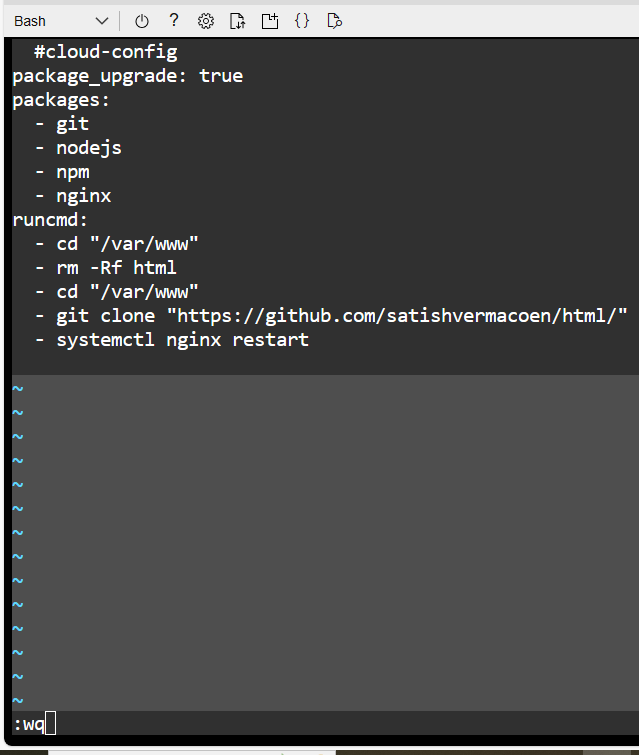 Bash
?
{}
#cloud-config
package_upgrade: true
packages:
- git
- nodejs
- npm
- nginx
runcmd:
- cd "/var/www"
- rm -Rf html
- cd "/var/www"
- git clone "https://github.com/satishvermacoen/html/"
- systemctl nginx restart
~
~
~
~
~
~
~
~
~
~
~
~
~
~
:wq